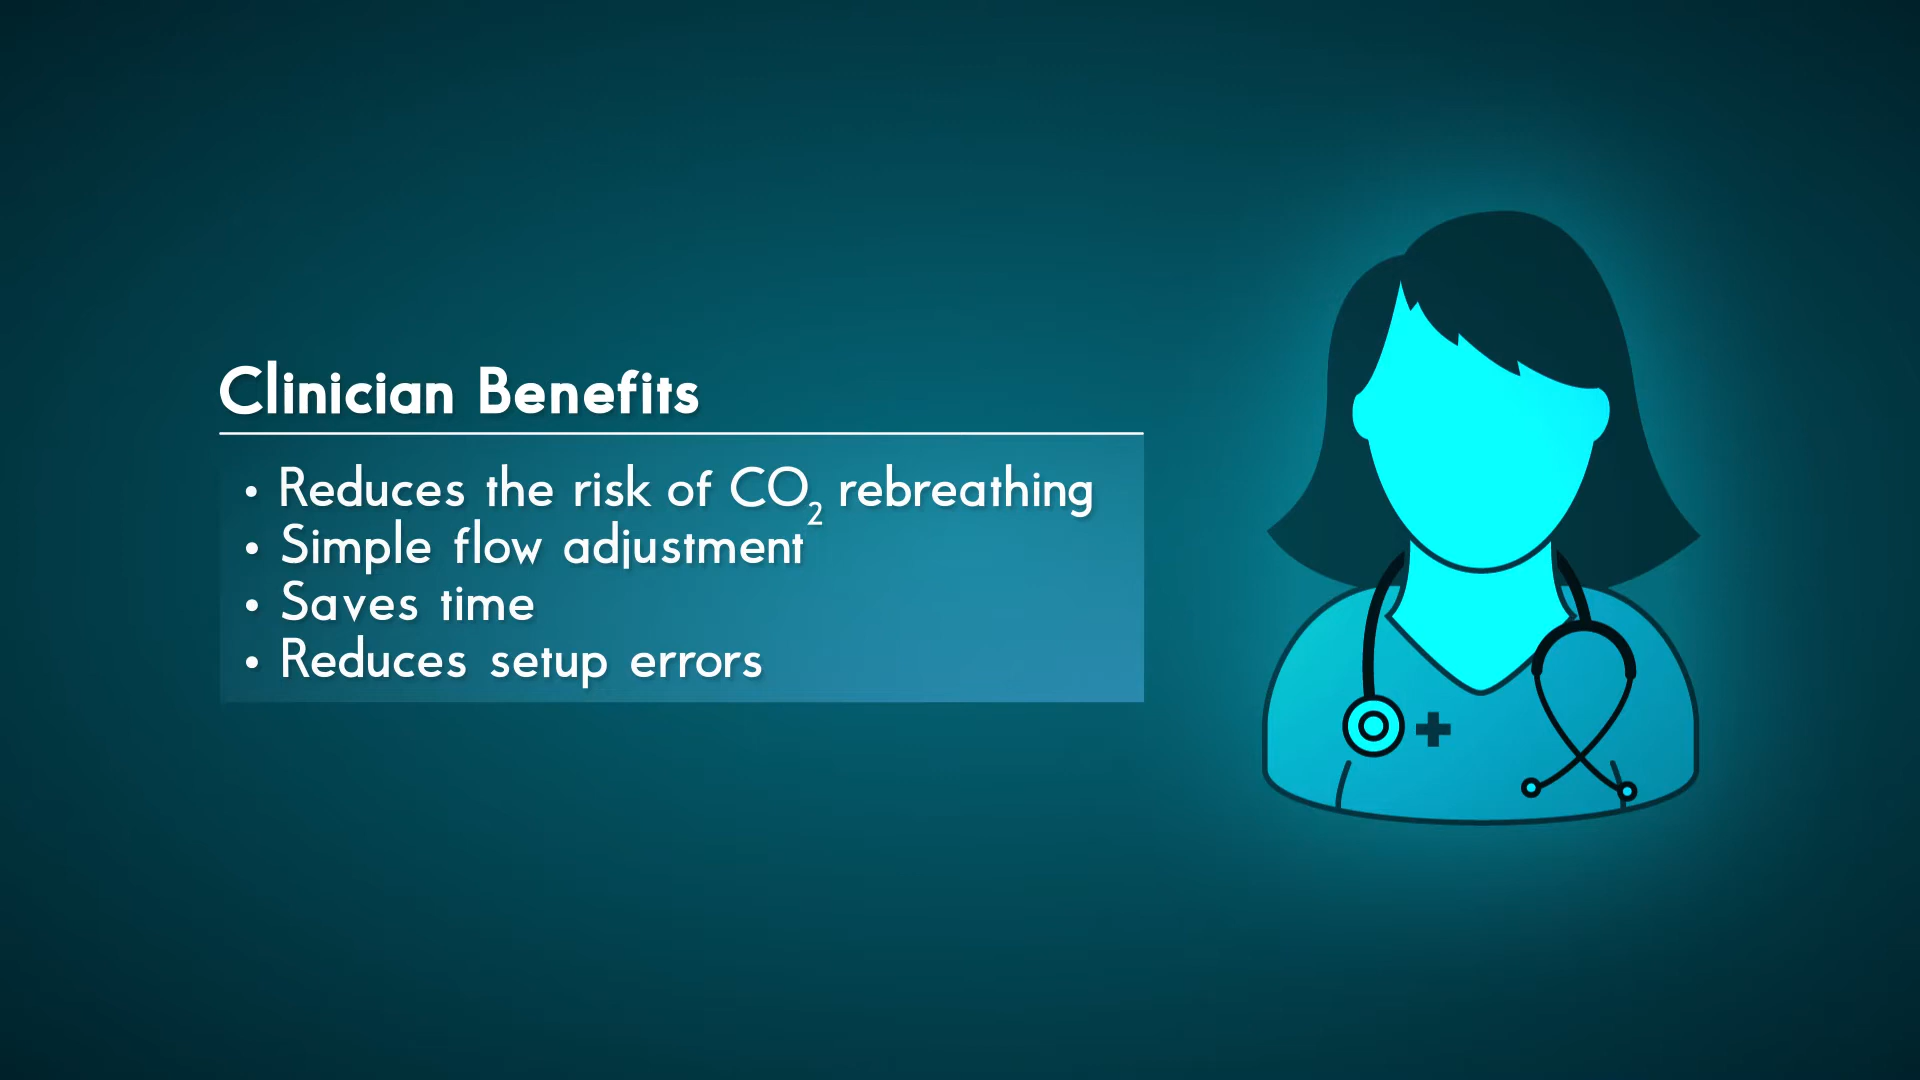 Clinician Benefits
• Reduces the risk of CO₂ rebreathing
• Simple flow adjustment
• Saves time
• Reduces setup errors